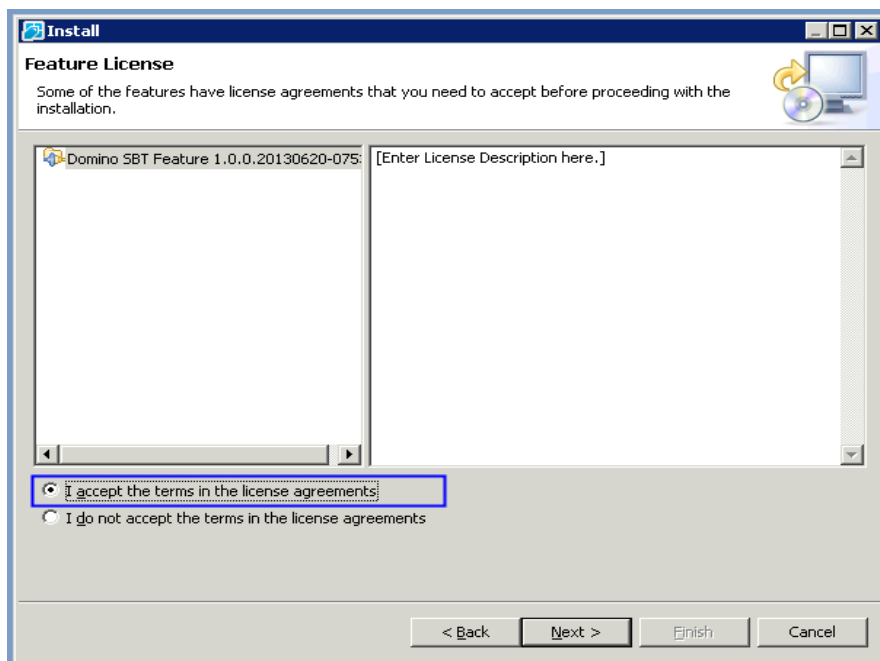 Install
Feature License
Some of the features have license agreements that you need to accept before proceeding with the
installation.
Domino SBT Feature 1.0.0.20130620-075
[Enter License Description here.]
I accept the terms in the license agreements
I do not accept the terms in the license agreements
< Back Next > Finish Cancel